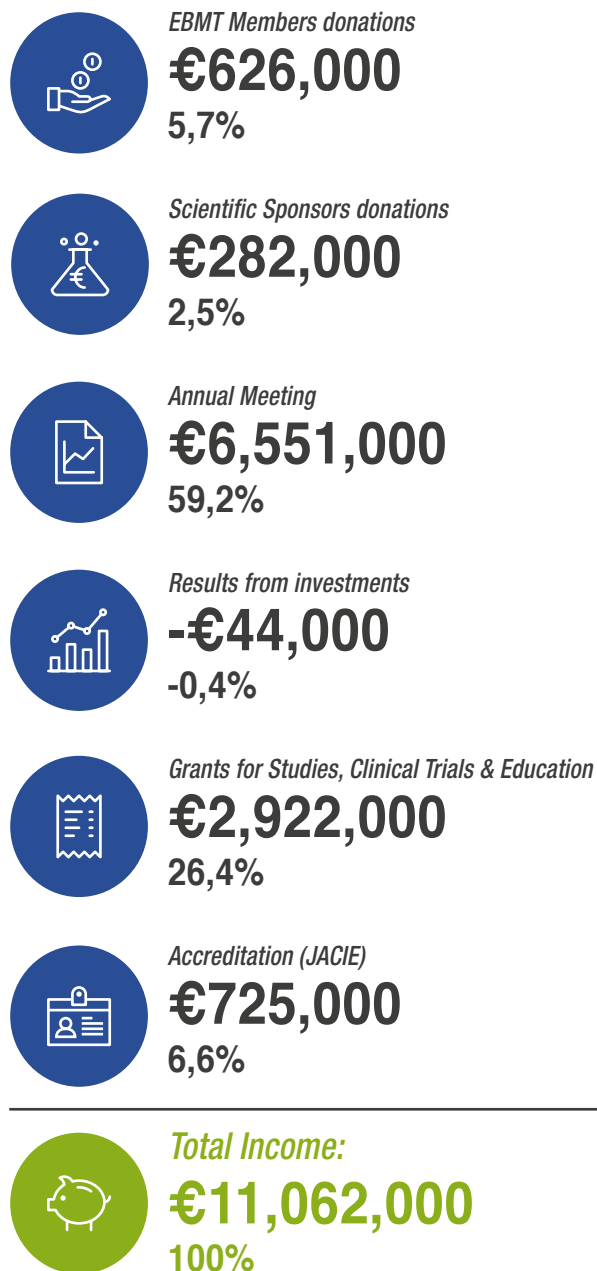 EBMT Members donations
€626,000
5,7%
Scientific Sponsors donations
€282,000
2,5%
€
Annual Meeting
€6,551,000
59,2%
Results from investments
-€44,000
-0,4%
Grants for Studies, Clinical Trials & Education
€2,922,000
26,4%
Accreditation (JACIE)
€725,000
6,6%
Total Income:
€11,062,000
100%